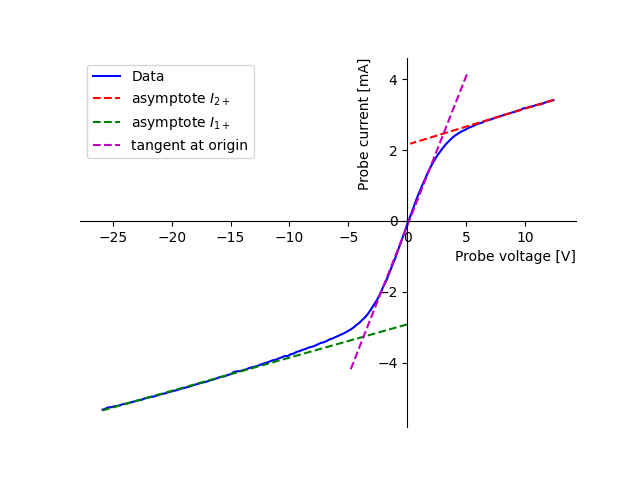 Data
asymptote I₂₊
asymptote I₁₊
tangent at origin
Probe current [mA]
4
2
0
−2
−4
−25 −20 −15 −10 −5 0 5 10
Probe voltage [V]